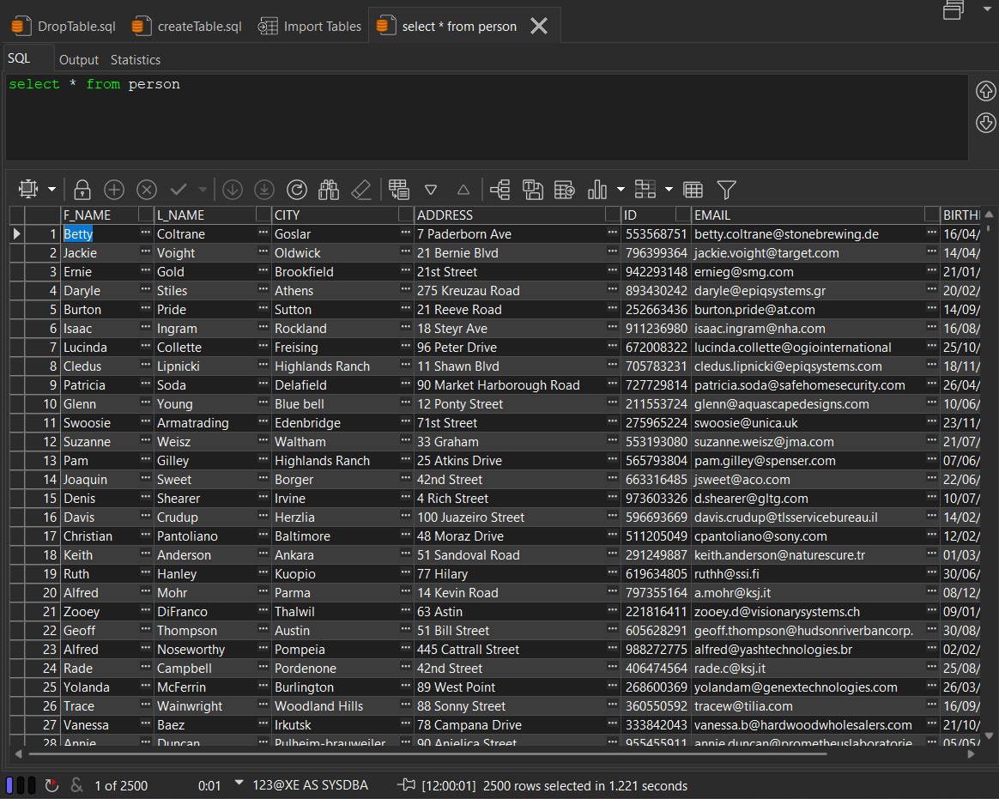 DropTable.sql createTable.sql Import Tables select * from person
SQL Output Statistics
select * from person
F_NAME L_NAME CITY ADDRESS ID EMAIL BIRTH
1 Betty ··· Coltrane ··· Goslar ··· 7 Paderborn Ave ··· 553568751 betty.coltrane@stonebrewing.de ··· 16/04/
2 Jackie ··· Voight ··· Oldwick ··· 21 Bernie Blvd ··· 796399364 jackie.voight@target.com ··· 14/04/
3 Ernie ··· Gold ··· Brookfield ··· 21st Street ··· 942293148 ernieg@smg.com ··· 21/01/
4 Daryle ··· Stiles ··· Athens ··· 275 Kreuzau Road ··· 893430242 daryle@epiqsystems.gr ··· 20/02/
5 Burton ··· Pride ··· Sutton ··· 21 Reeve Road ··· 252663436 burton.pride@at.com ··· 14/09/
6 Isaac ··· Ingram ··· Rockland ··· 18 Steyr Ave ··· 911236980 isaac.ingram@nha.com ··· 16/08/
7 Lucinda ··· Collette ··· Freising ··· 96 Peter Drive ··· 672008322 lucinda.collette@ogiointernational ··· 25/10/
8 Cledus ··· Lipnicki ··· Highlands Ranch ··· 11 Shawn Blvd ··· 705783231 cledus.lipnicki@epiqsystems.com ··· 18/11/
9 Patricia ··· Soda ··· Delafield ··· 90 Market Harborough Road ··· 727729814 patricia.soda@safehomesecurity.com ··· 26/04/
10 Glenn ··· Young ··· Blue bell ··· 12 Ponty Street ··· 211553724 glenn@aquascapedesigns.com ··· 10/06/
11 Swoosie ··· Armatrading ··· Edenbridge ··· 71st Street ··· 275965224 swoosie@unica.uk ··· 23/11/
12 Suzanne ··· Weisz ··· Waltham ··· 33 Graham ··· 553193080 suzanne.weisz@jma.com ··· 21/07/
13 Pam ··· Gilley ··· Highlands Ranch ··· 25 Atkins Drive ··· 565793804 pam.gilley@spenser.com ··· 07/06/
14 Joaquin ··· Sweet ··· Borger ··· 42nd Street ··· 663316485 jsweet@aco.com ··· 22/06/
15 Denis ··· Shearer ··· Irvine ··· 4 Rich Street ··· 973603326 d.shearer@gltg.com ··· 10/07/
16 Davis ··· Crudup ··· Herzlia ··· 100 Juazeiro Street ··· 596693669 davis.crudup@tlsservicebureau.il ··· 14/02/
17 Christian ··· Pantoliano ··· Baltimore ··· 48 Moraz Drive ··· 511205049 cpantoliano@sony.com ··· 12/02/
18 Keith ··· Anderson ··· Ankara ··· 51 Sandoval Road ··· 291249887 keith.anderson@naturescure.tr ··· 01/03/
19 Ruth ··· Hanley ··· Kuopio ··· 77 Hilary ··· 619634805 ruthh@ssi.fi ··· 30/06/
20 Alfred ··· Mohr ··· Parma ··· 14 Kevin Road ··· 797355164 a.mohr@ksj.it ··· 08/12/
21 Zooey ··· DiFranco ··· Thalwil ··· 63 Astin ··· 221816411 zooey.d@visionarysystems.ch ··· 09/01/
22 Geoff ··· Thompson ··· Austin ··· 51 Bill Street ··· 605628291 geoff.thompson@hudsonriverbancorp. ··· 30/08/
23 Alfred ··· Noseworthy ··· Pompeia ··· 445 Cattrall Street ··· 988272775 alfred@yashtechnologies.br ··· 02/02/
24 Rade ··· Campbell ··· Pordenone ··· 42nd Street ··· 406474564 rade.c@ksj.it ··· 25/08/
25 Yolanda ··· McFerrin ··· Burlington ··· 89 West Point ··· 268600369 yolandam@genextechnologies.com ··· 26/03/
26 Trace ··· Wainwright ··· Woodland Hills ··· 88 Sonny Street ··· 360550592 tracew@tilia.com ··· 16/09/
27 Vanessa ··· Baez ··· Irkutsk ··· 78 Campana Drive ··· 333842043 vanessa.b@hardwoodwholesalers.com ··· 21/10/
28 Annie ··· Duncan ··· Pulheim-brauweiler ··· 90 Anjelica Street ··· 955455911 annie.duncan@prometheuslaboratorie ··· 05/05/
& 1 of 2500 0:01 123@XE AS SYSDBA [12:00:01] 2500 rows selected in 1.221 seconds